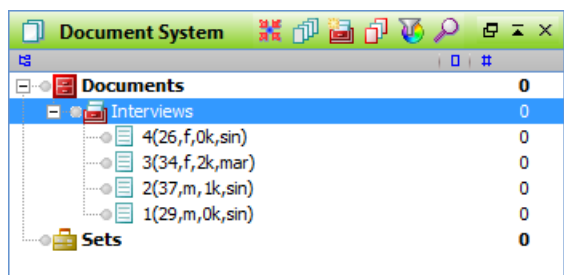 Document System
#
Documents 0
Interviews 0
4(26,f,0k,sin) 0
3(34,f,2k,mar) 0
2(37,m,1k,sin) 0
1(29,m,0k,sin) 0
Sets 0